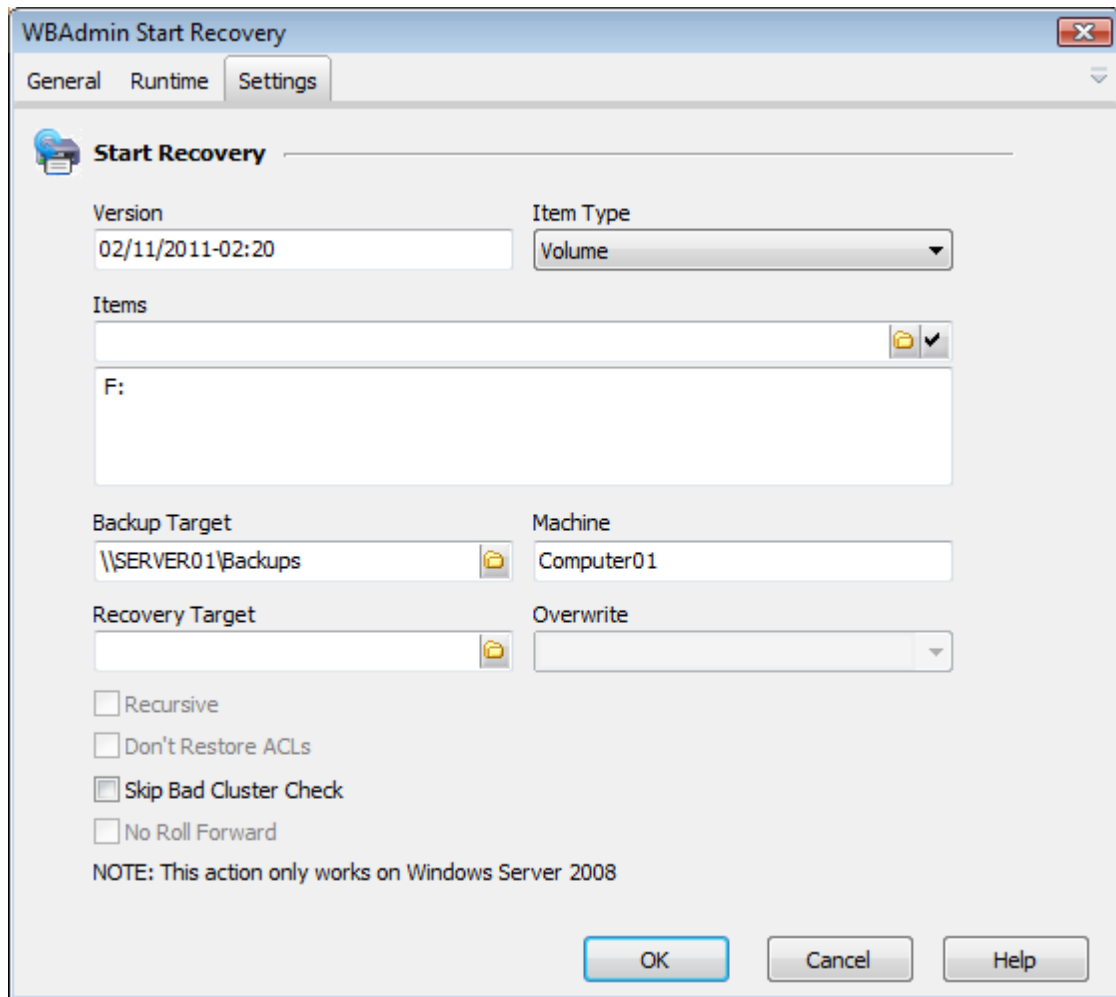 WBAdmin Start Recovery
General Runtime Settings
Start Recovery
Version Item Type
02/11/2011-02:20 Volume
Items
F:
Backup Target Machine
\\SERVER01\Backups Computer01
Recovery Target Overwrite
Recursive
Don't Restore ACLs
Skip Bad Cluster Check
No Roll Forward
NOTE: This action only works on Windows Server 2008
OK Cancel Help